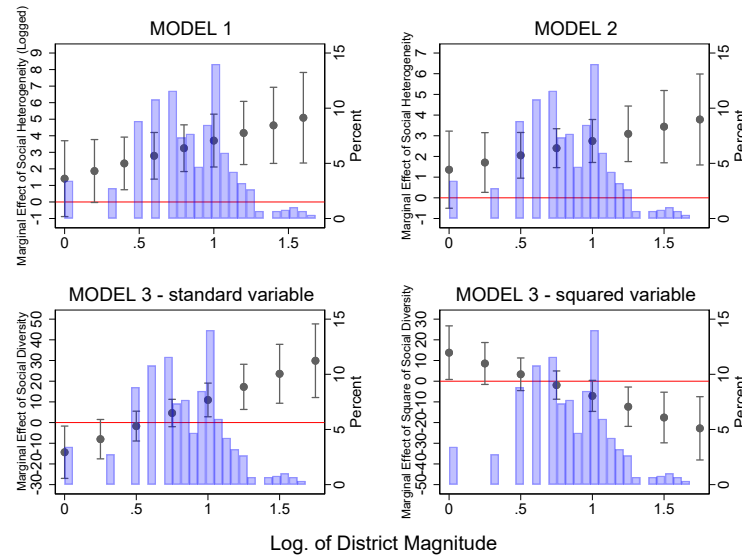 MODEL 1
Marginal Effect of Social Heterogeneity (Logged)
-1 0 1 2 3 4 5 6 7 8 9
0 5 10 15
Percent
0 .5 1 1.5
MODEL 2
Marginal Effect of Social Heterogeneity
-1 0 1 2 3 4 5 6 7
0 5 10 15
Percent
0 .5 1 1.5
MODEL 3 - standard variable
Marginal Effect of Social Diversity
-30 -20 -10 0 10 20 30 40 50
0 5 10 15
Percent
0 .5 1 1.5
MODEL 3 - squared variable
Marginal Effect of Square of Social Diversity
-50 -40 -30 -20 -10 0 10 20 30
0 5 10 15
Percent
0 .5 1 1.5
Log. of District Magnitude